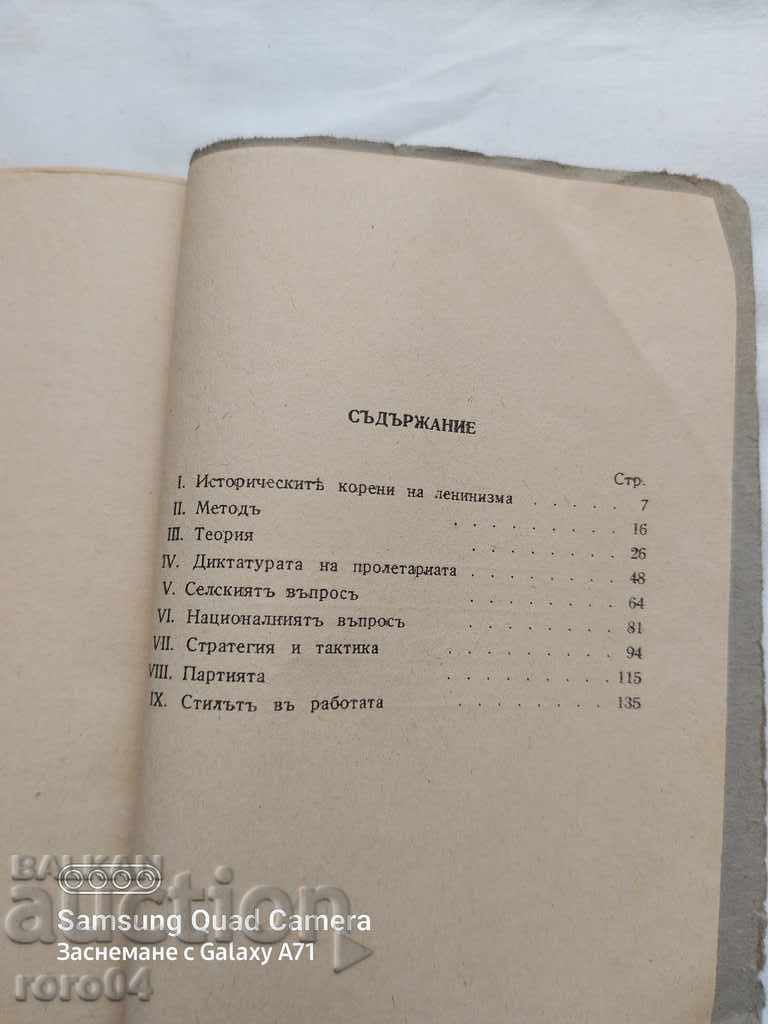 СЪДЪРЖАНИЕ
Стр.
I. Историческитѣ корени на ленинизма . . . . . 7
II. Методъ . . . . . . . . 16
III. Теория . . . . . . . . 26
IV. Диктатурата на пролетариата . . . . . . . . 48
V. Селскиятъ въпросъ . . . . . . . . 64
VI. Националниятъ въпросъ . . . . . . . . 81
VII. Стратегия и тактика . . . . . . . . . 94
VIII. Партията . . . . . . . . . 115
IX. Стилътъ въ работата . . . . . . . . 135
BALKAN
auction
Samsung Quad Camera
Заснемане с Galaxy A71
roro04